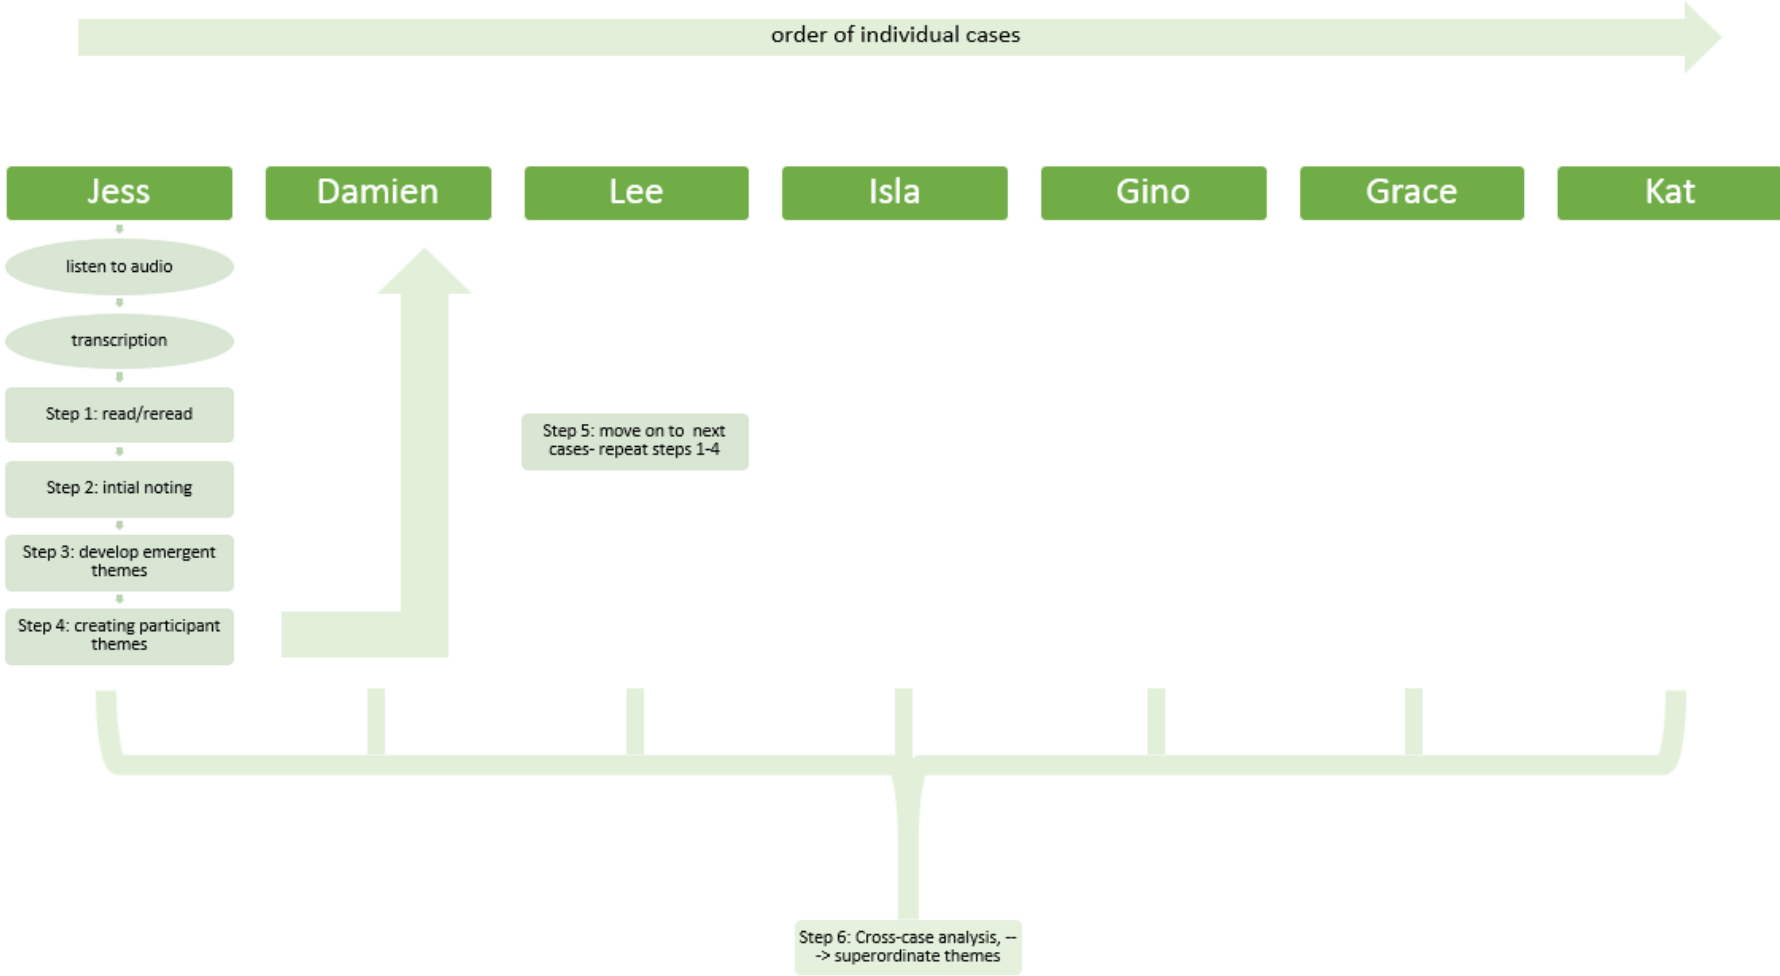 order of individual cases
Jess
Damien
Lee
Isla
Gino
Grace
Kat
listen to audio
transcription
Step 1: read/reread
Step 2: intial noting
Step 3: develop emergent
themes
Step 4: creating participant
themes
Step 5: move on to  next
cases- repeat steps 1-4
Step 6: Cross-case analysis, --
-> superordinate themes